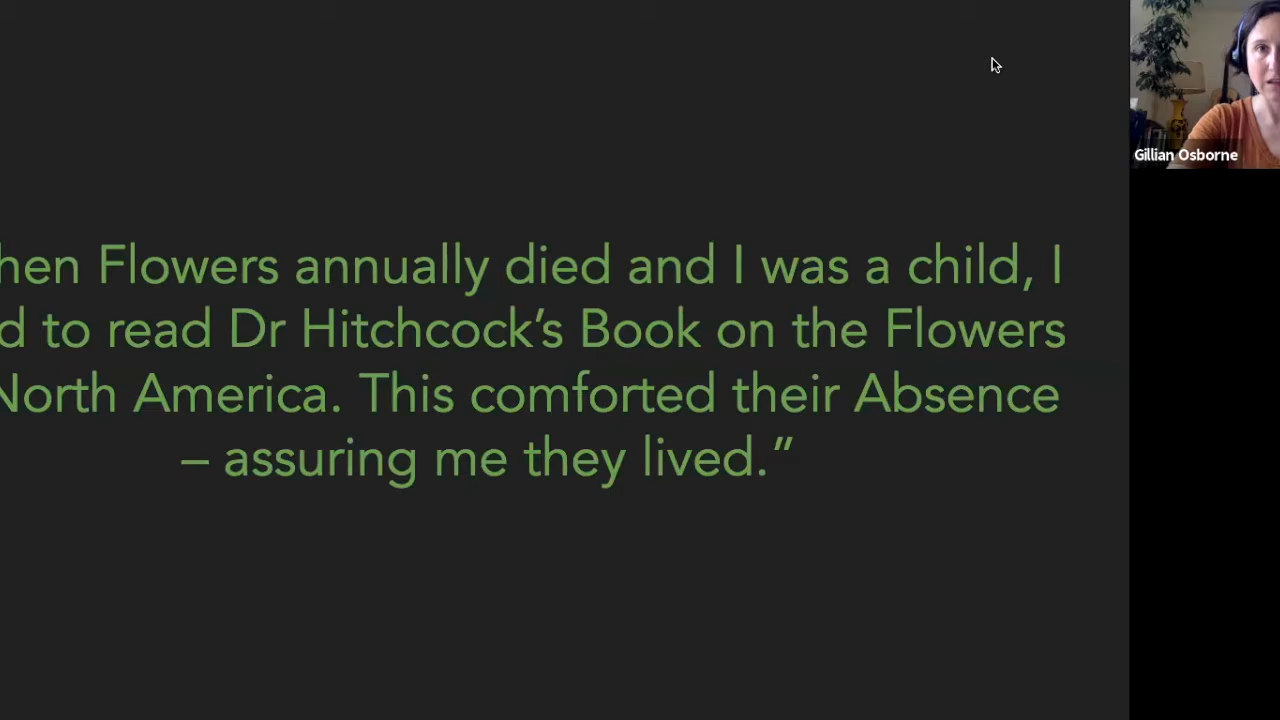 Gillian Osborne
hen Flowers annually died and I was a child, I
d to read Dr Hitchcock’s Book on the Flowers
North America. This comforted their Absence
– assuring me they lived.”